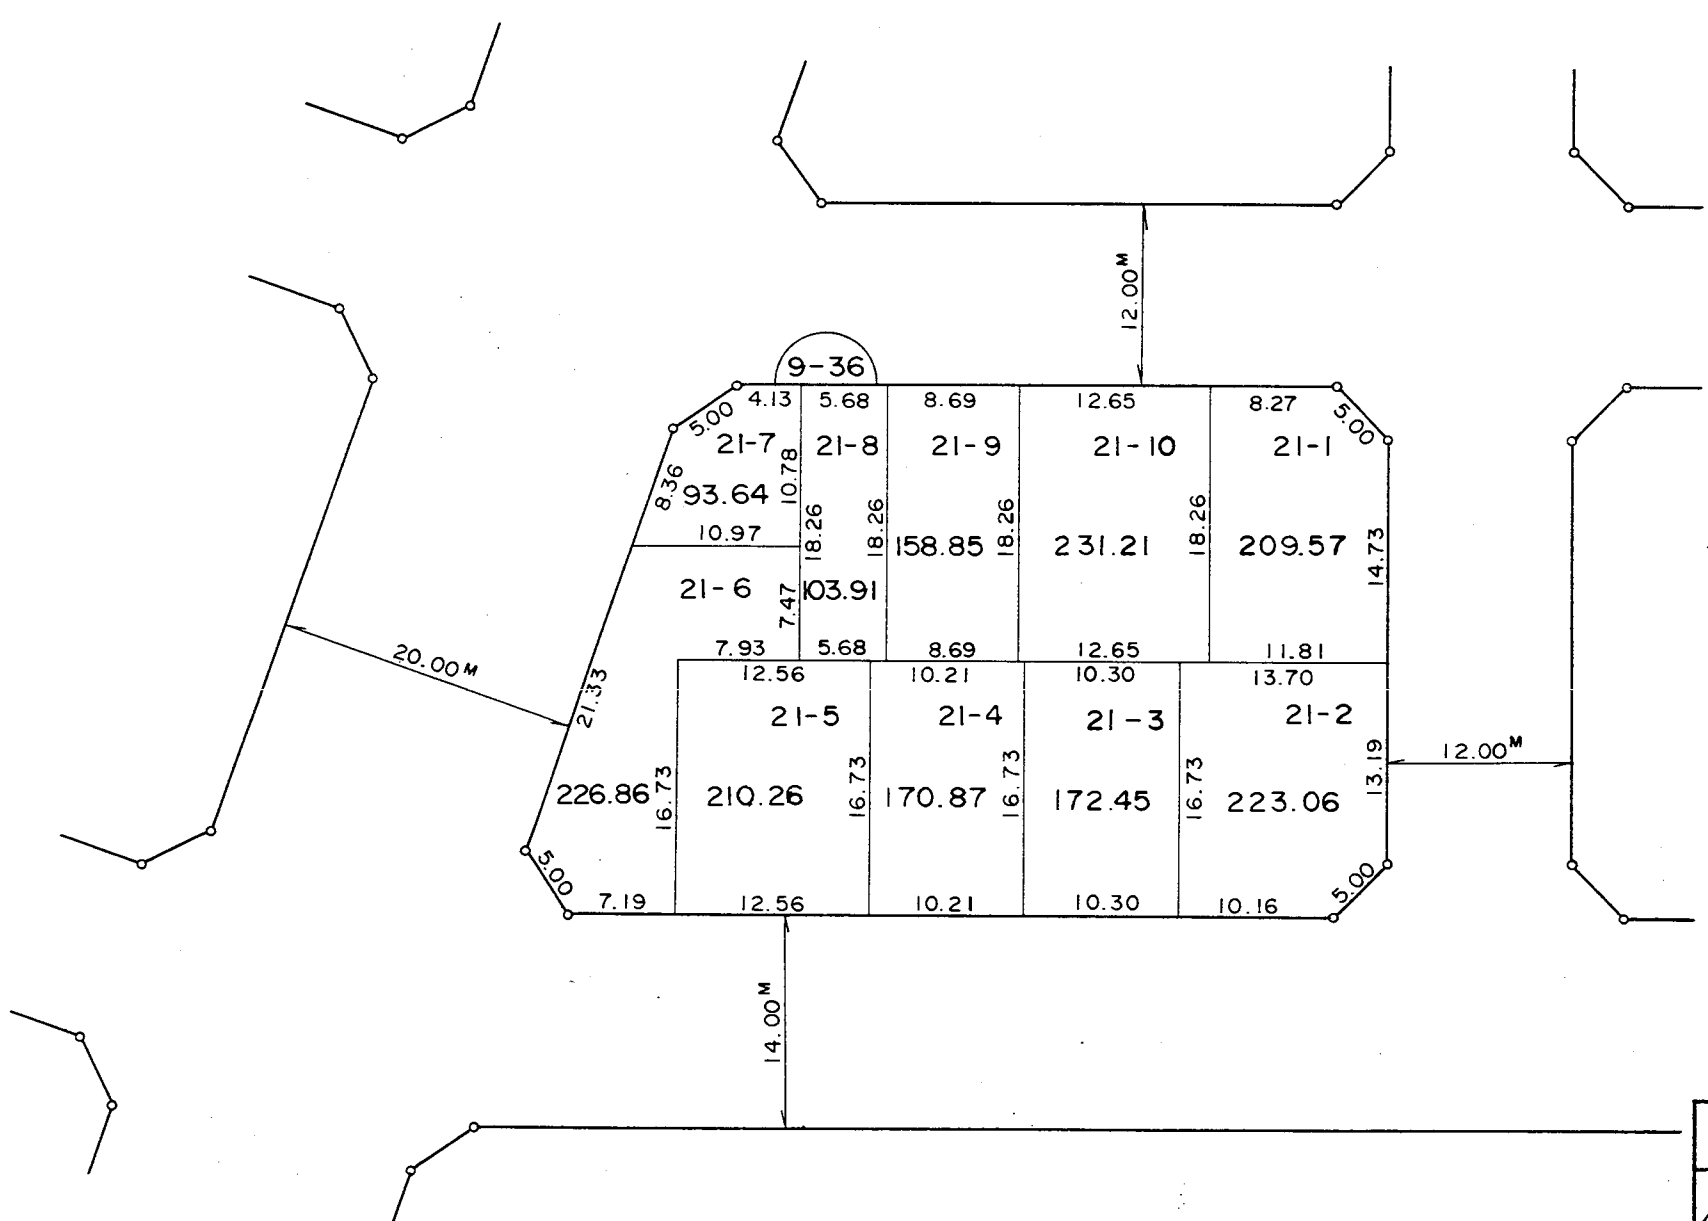 12.00M
9-36
4.13 5.68 8.69 12.65 8.27
5.00 5.00
21-7 21-8 21-9 21-10 21-1
8.36 93.64 10.78
18.26 18.26 18.26 18.26 14.73
10.97
158.85 231.21 209.57
21-6 7.47 103.91
7.93 5.68 8.69 12.65 11.81
20.00M
12.56 10.21 10.30 13.70
21.33
21-5 21-4 21-3 21-2
13.19 12.00M
226.86 16.73 210.26 16.73 170.87 16.73 172.45 16.73 223.06
5.00 5.00
7.19 12.56 10.21 10.30 10.16
14.00M